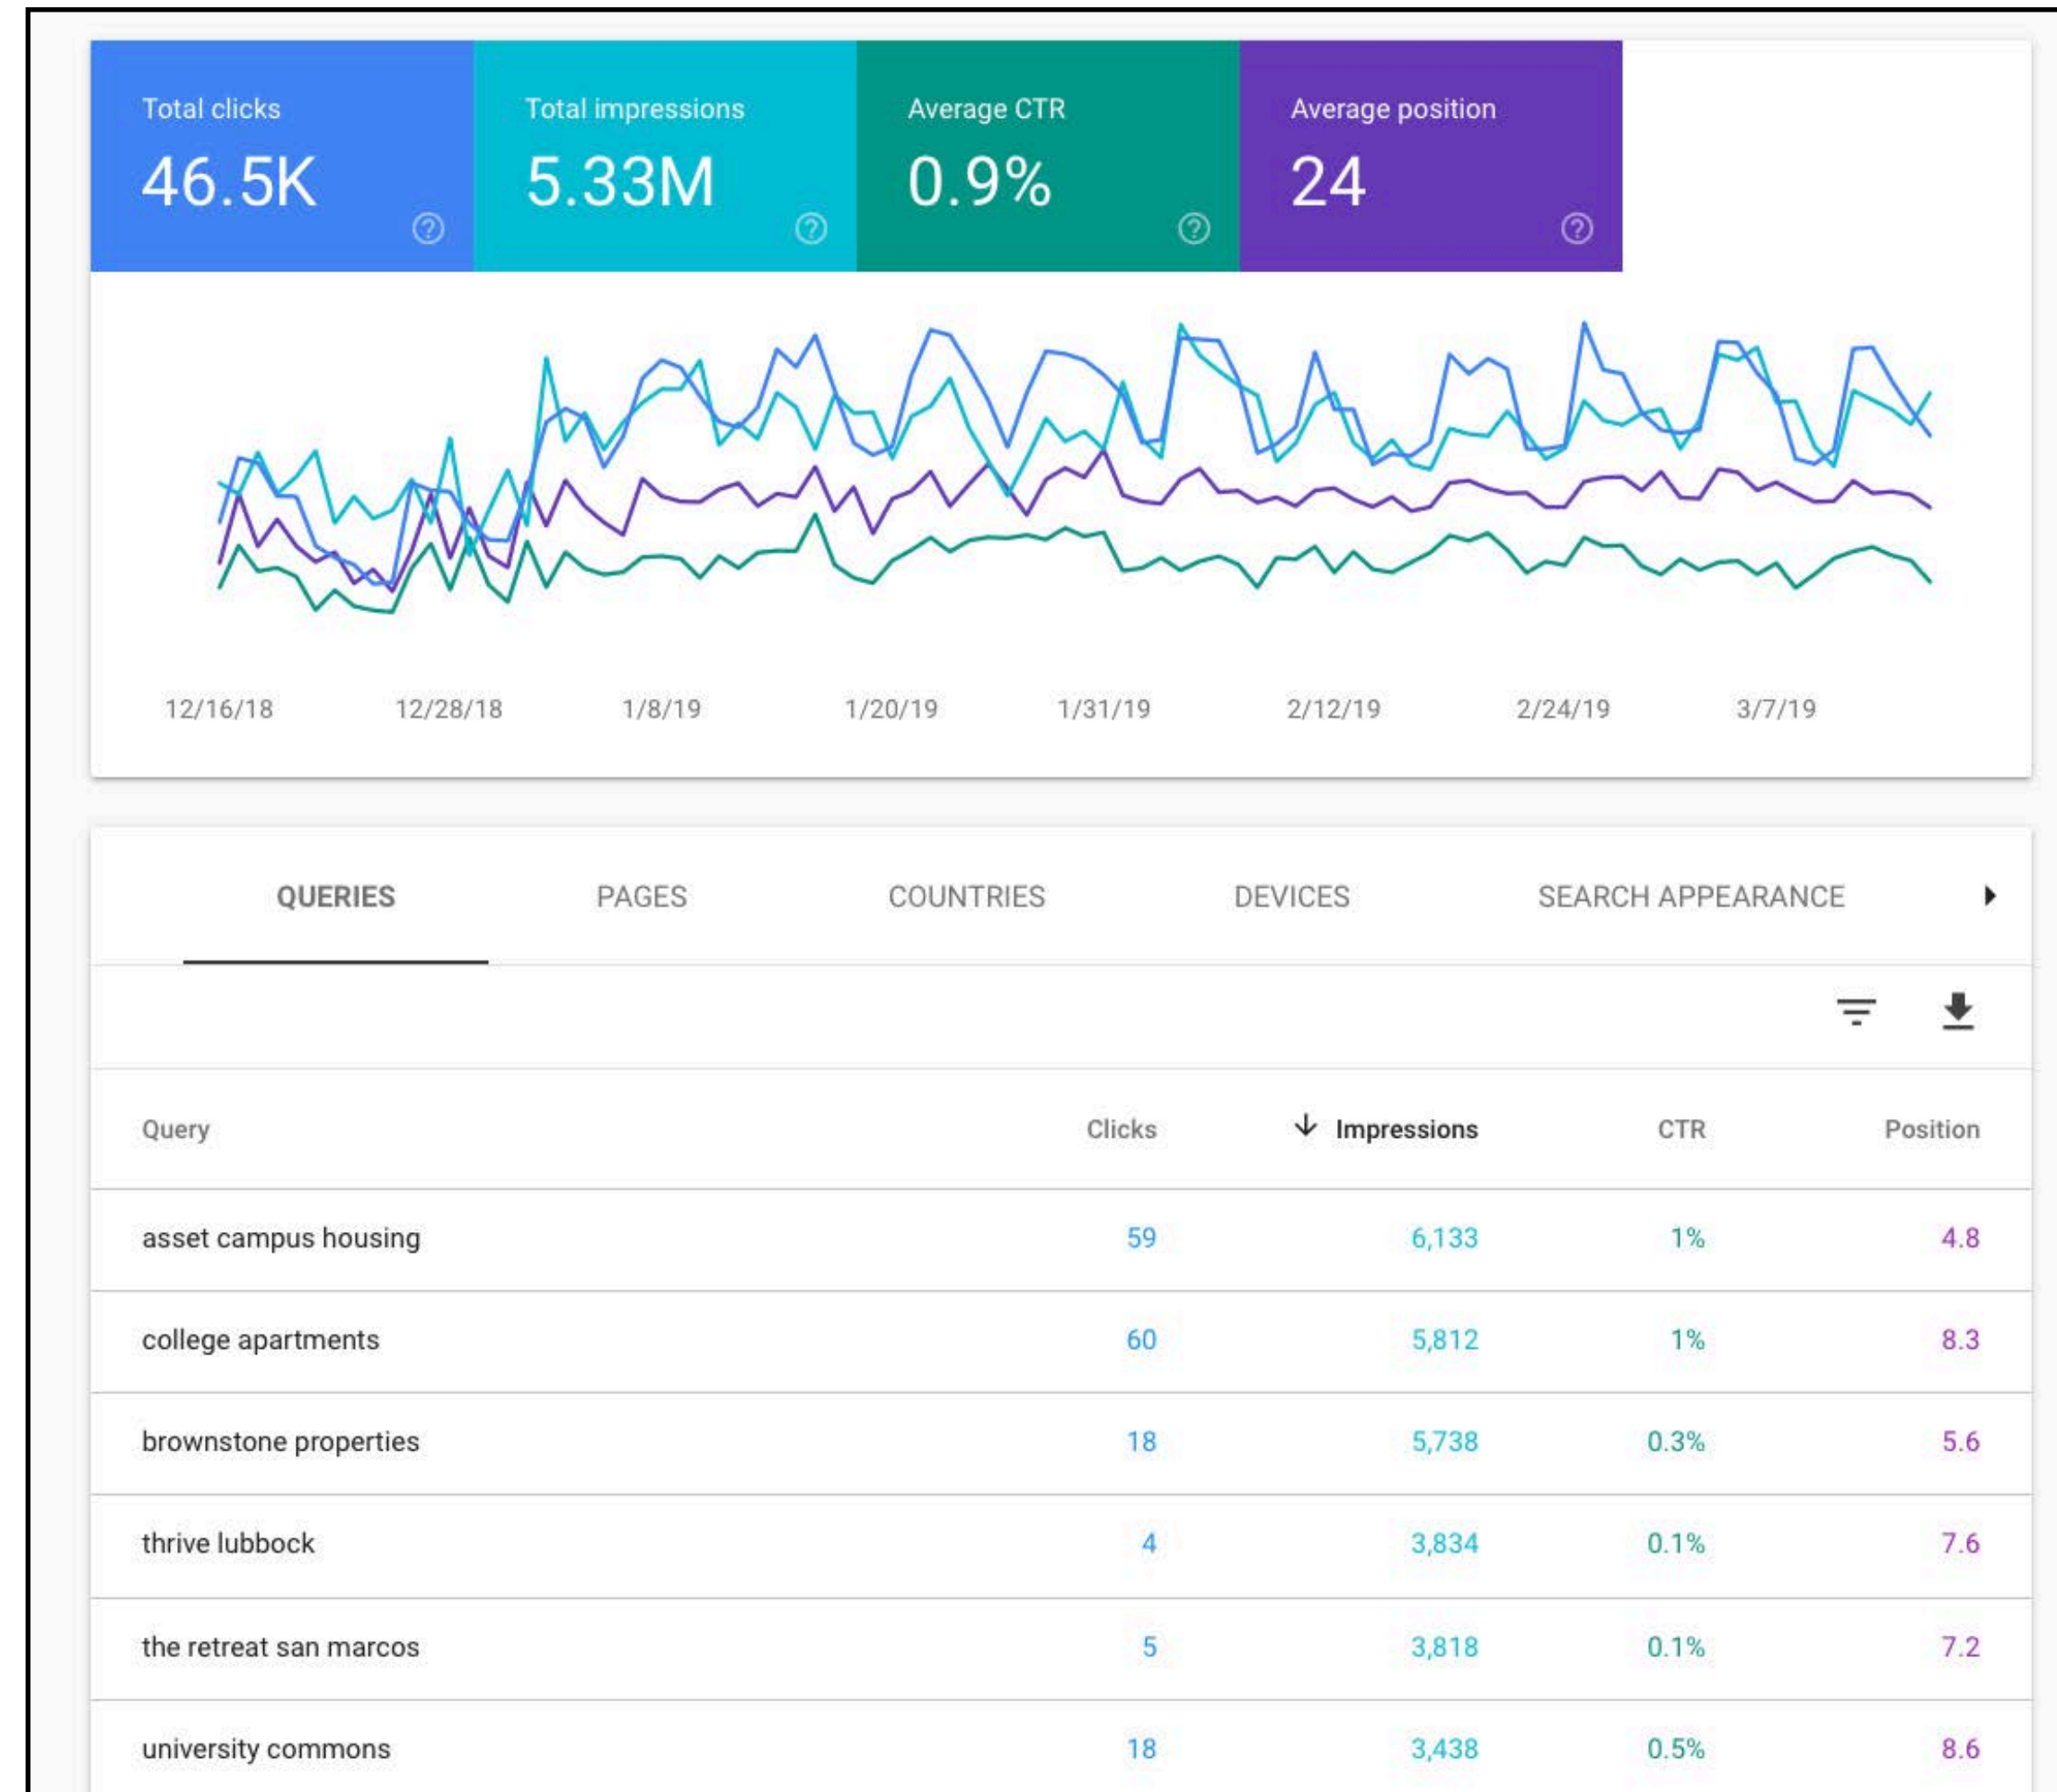 Total clicks Total impressions Average CTR Average position
46.5K 5.33M 0.9% 24
12/16/18 12/28/18 1/8/19 1/20/19 1/31/19 2/12/19 2/24/19 3/7/19
QUERIES PAGES COUNTRIES DEVICES SEARCH APPEARANCE
Query Clicks Impressions CTR Position
asset campus housing 59 6,133 1% 4.8
college apartments 60 5,812 1% 8.3
brownstone properties 18 5,738 0.3% 5.6
thrive lubbock 4 3,834 0.1% 7.6
the retreat san marcos 5 3,818 0.1% 7.2
university commons 18 3,438 0.5% 8.6